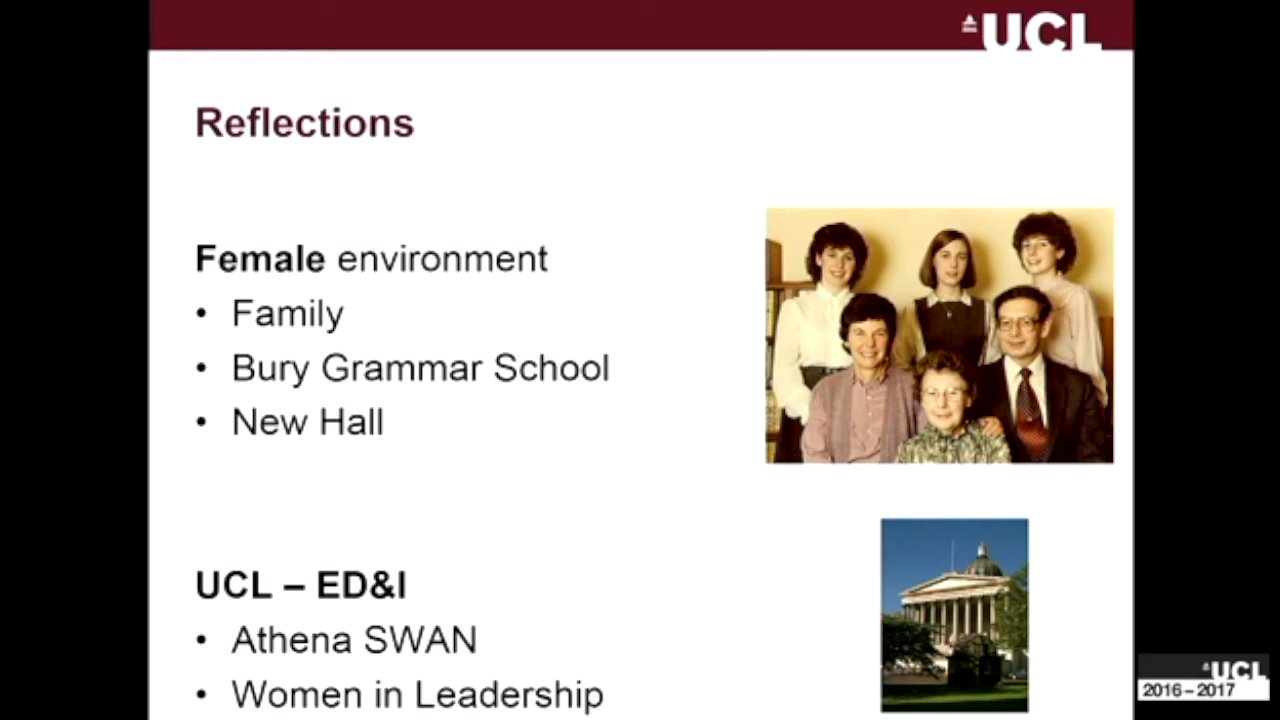 UCL
Reflections
Female environment
• Family
• Bury Grammar School
• New Hall
UCL – ED&I
• Athena SWAN
• Women in Leadership
UCL
2016 – 2017